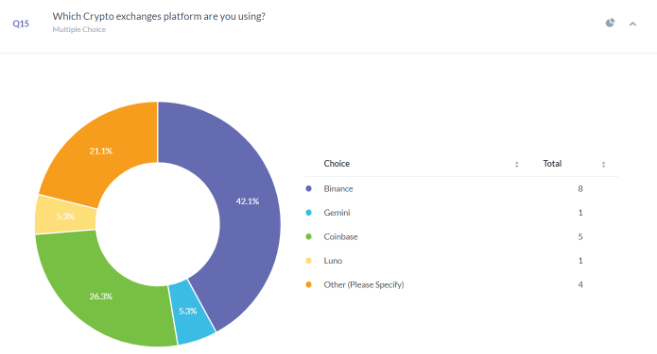 Q15
Which Crypto exchanges platform are you using?
Multiple Choice
21.1%
42.1%
5.3%
26.3%
5.3%
Choice Total
Binance 8
Gemini 1
Coinbase 5
Luno 1
Other (Please Specify) 4